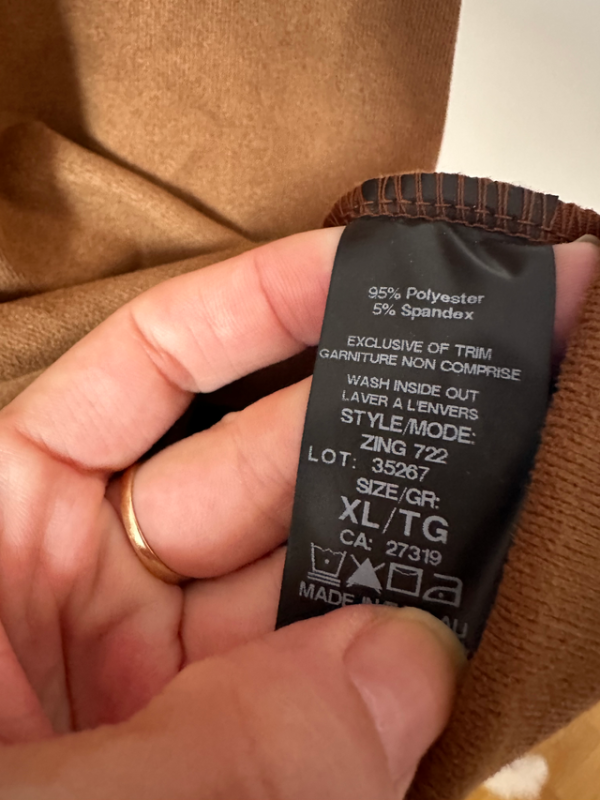 95% Polyester
5% Spandex
EXCLUSIVE OF TRIM
GARNITURE NON COMPRISE
WASH INSIDE OUT
LAVER A L'ENVERS
STYLE/MODE:
ZING 722
LOT: 35267
SIZE/GR:
XL/TG
CA: 27319
MADE